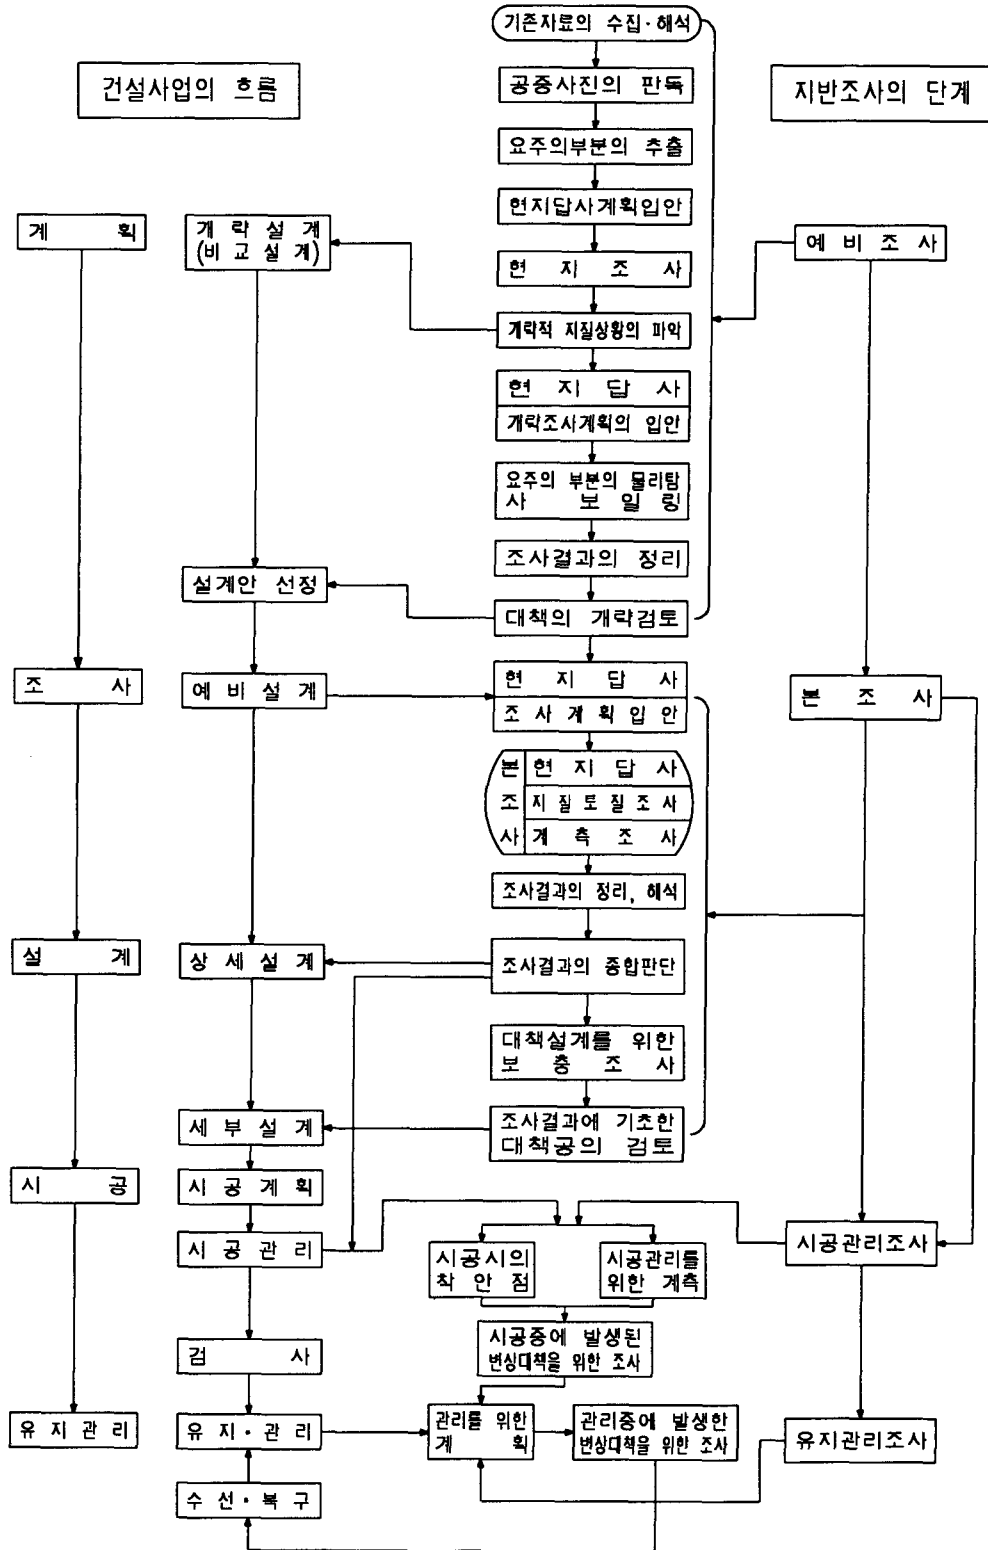 기존자료의 수집·해석
건설사업의 흐름
지반조사의 단계
공중사진의 판독
요주의부분의 추출
현지답사계획입안
계 획
개 략 설 계
(비 교 설 계)
예 비 조 사
현 지 조 사
개략적 지질상황의 파악
현 지 답 사
개략조사계획의 입안
요주의 부분의 물리탐
사 보 일 링
조사결과의 정리
설계안 선정
대책의 개략검토
조 사
예 비 설 계
현 지 답 사
조 사 계 획 입 안
본 조 사
본 현 지 답 사
조 지 질 토 질 조 사
사 계 측 조 사
조사결과의 정리, 해석
설 계
상 세 설 계
조사결과의 종합판단
대책설계를 위한
보 충 조 사
세 부 설 계
조사결과에 기초한
대책공의 검토
시 공
시 공 계 획
시 공 관 리
시공시의
착 안 점
시공관리를
위한 계측
시공관리조사
시공중에 발생된
변상대책을 위한 조사
검 사
유 지 관 리
유 지 · 관 리
관리를 위한
계 획
관리중에 발생한
변상대책을 위한 조사
유지관리조사
수 선 · 복 구